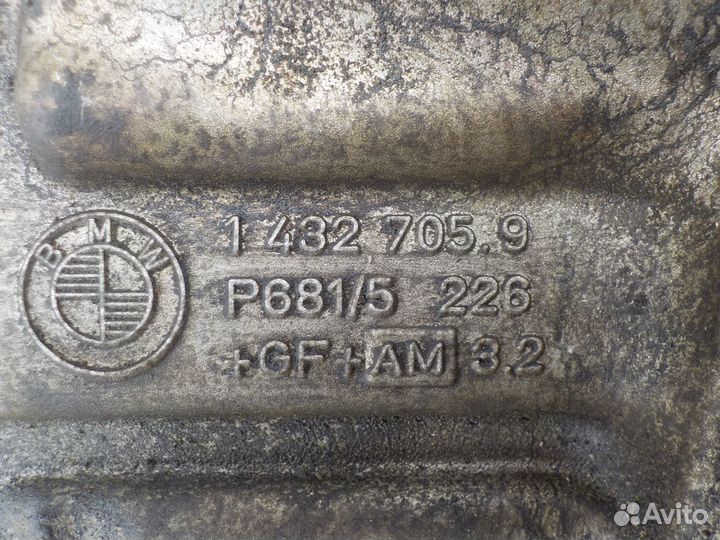 BMW
1 432 705.9
P681/5 226
+GF+ AM 3.2
Avito